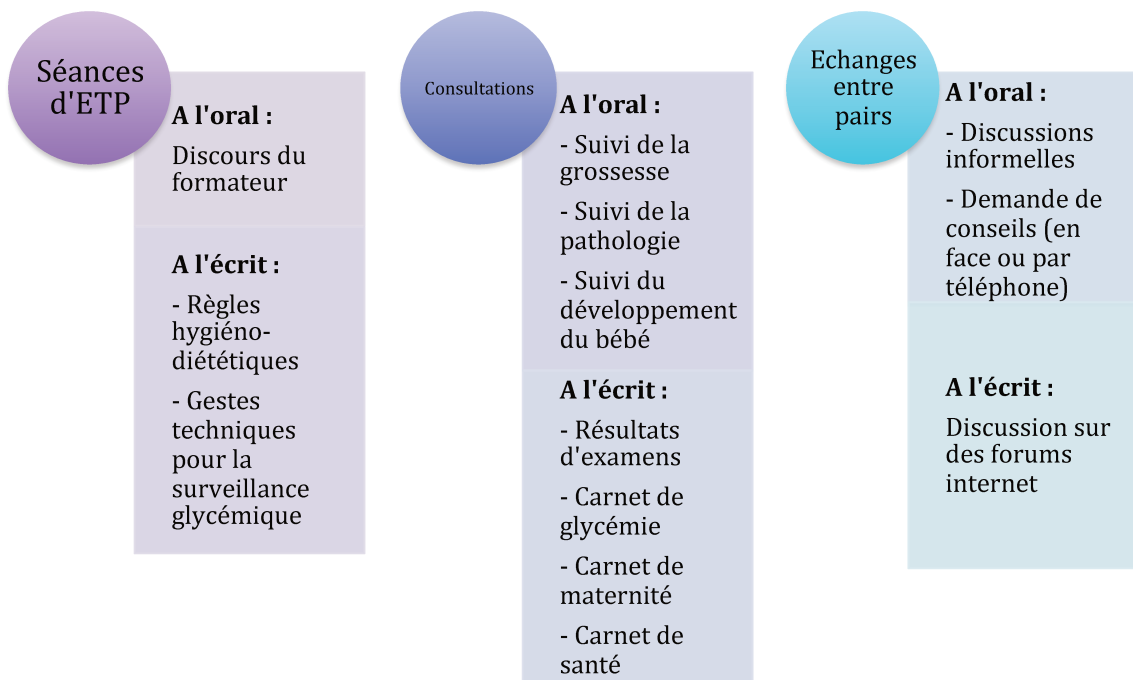 Séances
d'ETP
A l'oral :
Discours du
formateur
A l'écrit :
- Règles
hygiéno-
diététiques
- Gestes
techniques
pour la
surveillance
glycémique
Consultations
A l'oral :
- Suivi de la
grossesse
- Suivi de la
pathologie
- Suivi du
développement
du bébé
A l'écrit :
- Résultats
d'examens
- Carnet de
glycémie
- Carnet de
maternité
- Carnet de
santé
Echanges
entre
pairs
A l'oral :
- Discussions
informelles
- Demande de
conseils (en
face ou par
téléphone)
A l'écrit :
Discussion sur
des forums
internet